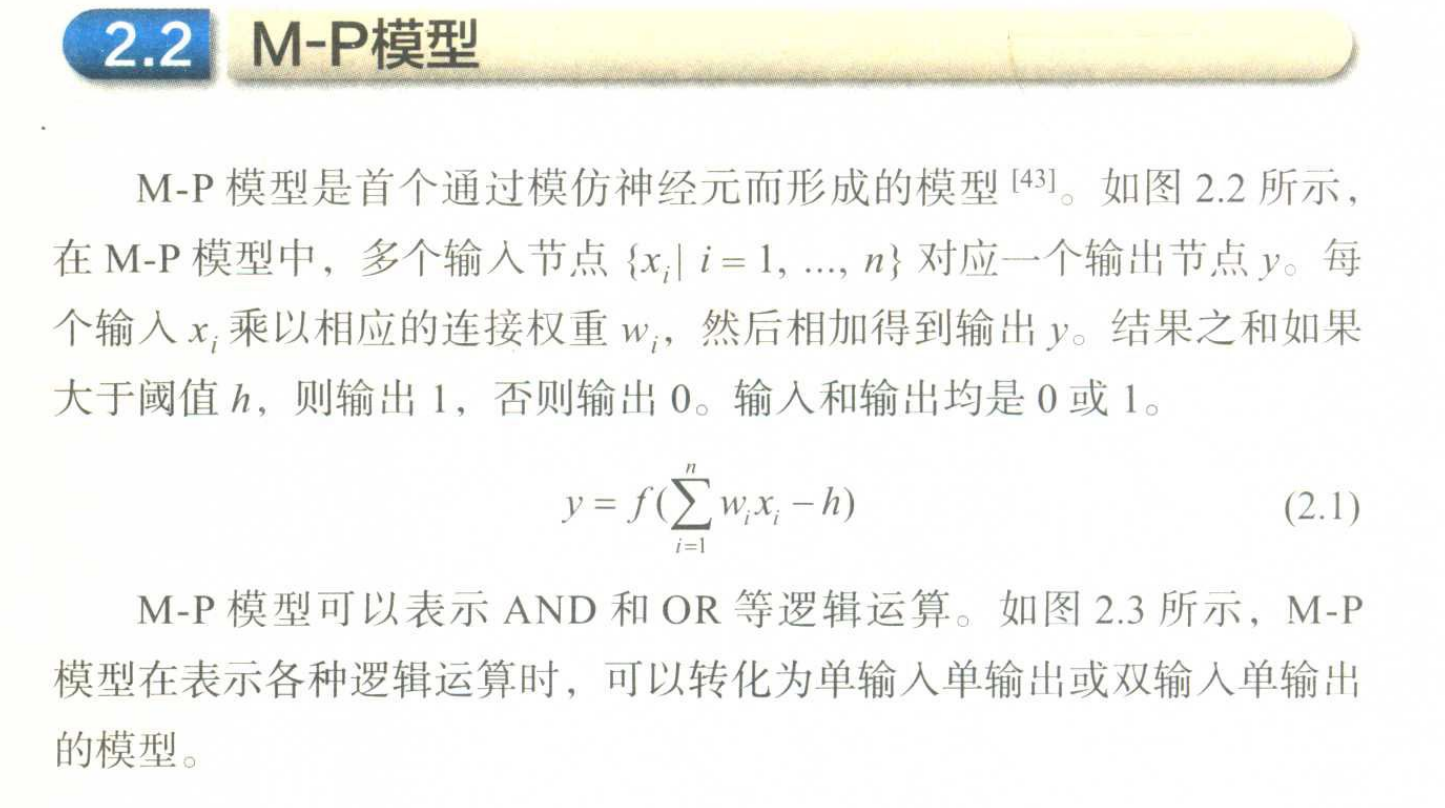 2.2 M-P模型
M-P 模型是首个通过模仿神经元而形成的模型 [43]。如图 2.2 所示，
在 M-P 模型中，多个输入节点 {xᵢ| i = 1, ..., n} 对应一个输出节点 y。每
个输入 xᵢ 乘以相应的连接权重 wᵢ，然后相加得到输出 y。结果之和如果
大于阈值 h，则输出 1，否则输出 0。输入和输出均是 0 或 1。
y = f(∑ⁿᵢ₌₁ wᵢxᵢ − h) (2.1)
M-P 模型可以表示 AND 和 OR 等逻辑运算。如图 2.3 所示，M-P
模型在表示各种逻辑运算时，可以转化为单输入单输出或双输入单输出
的模型。